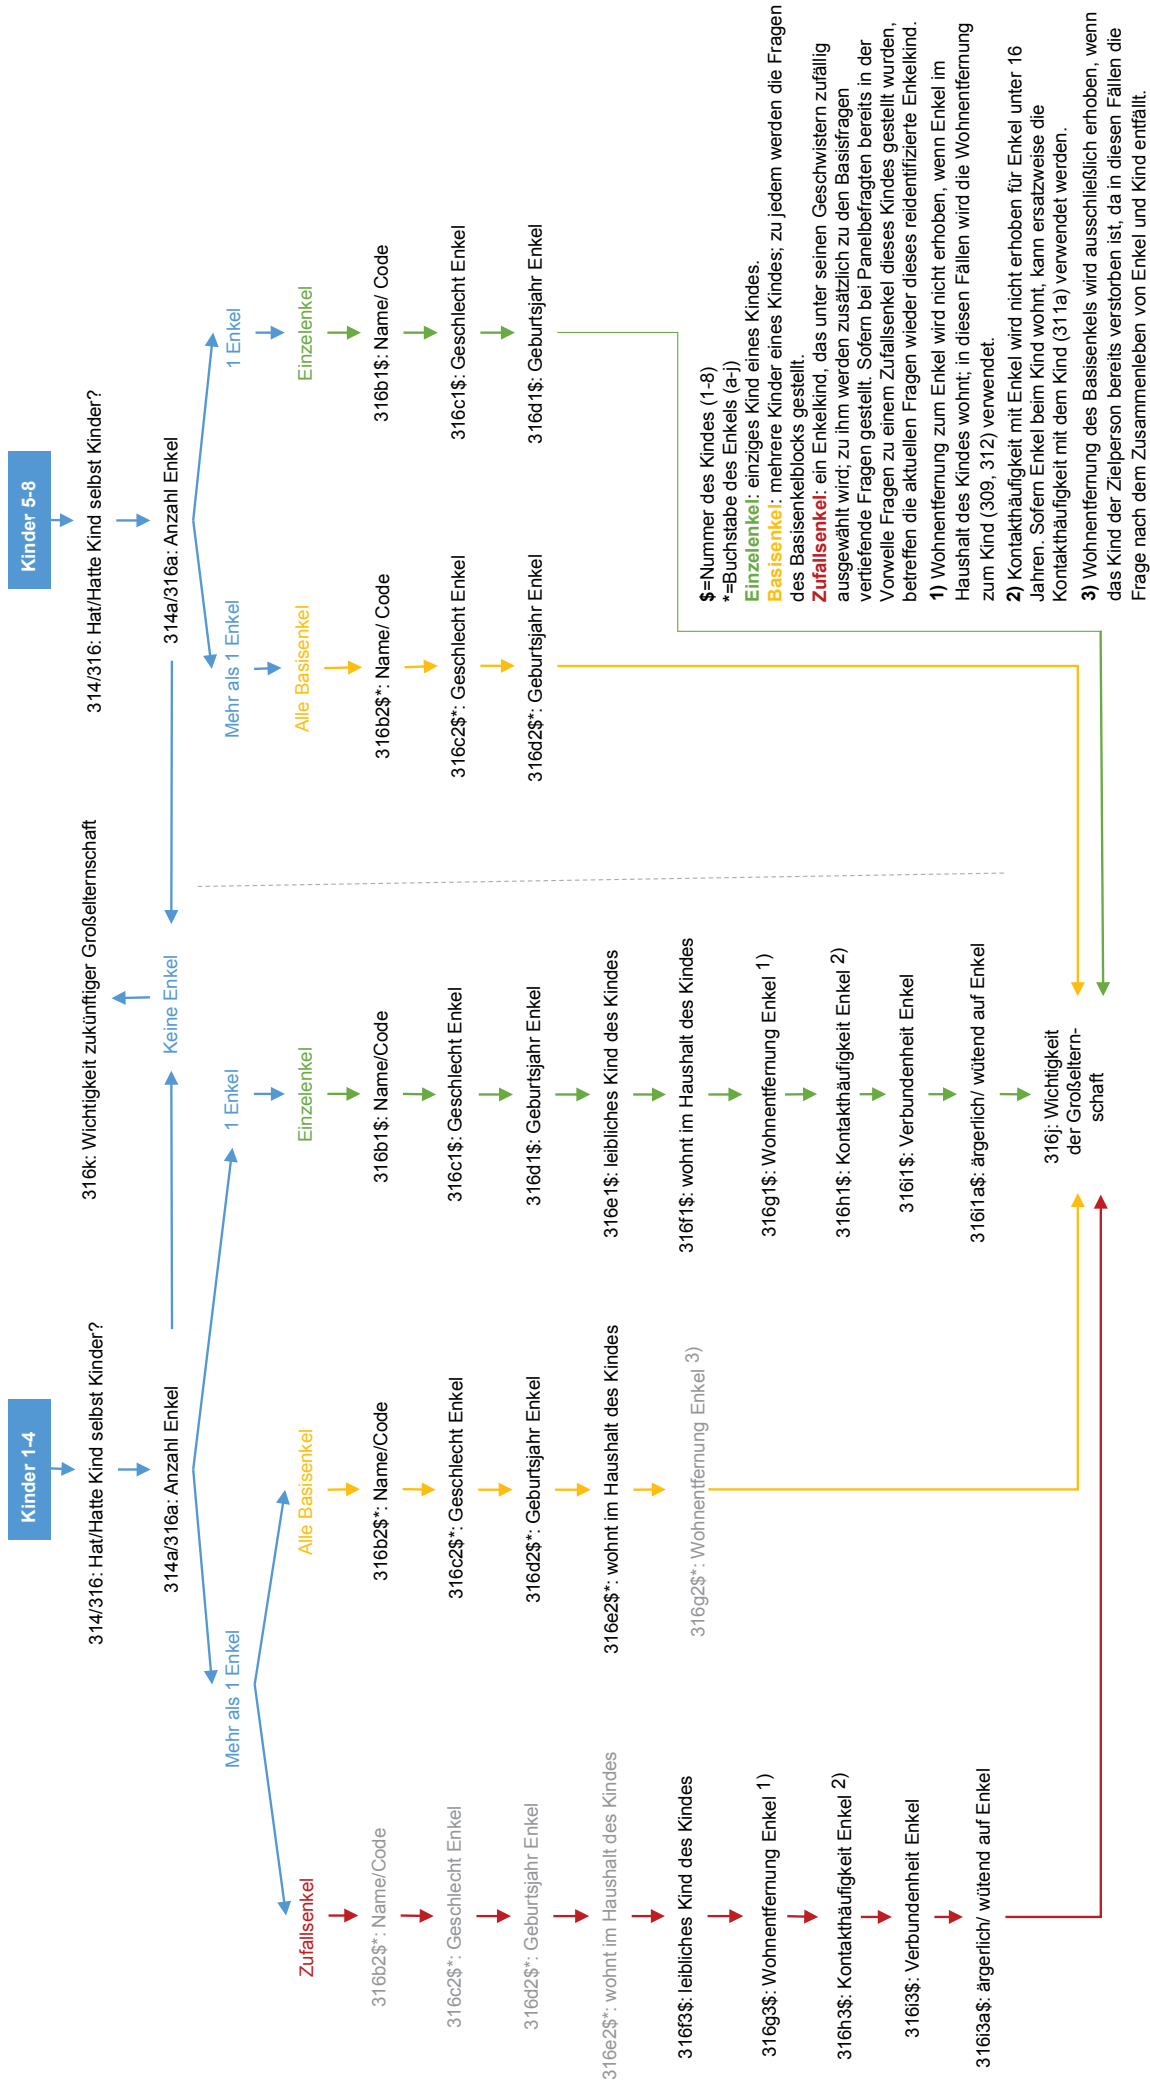 Kinder 1-4
314/316: Hat/Hatte Kind selbst Kinder?
314a/316a: Anzahl Enkel
Mehr als 1 Enkel
Zufallsenkel
316b2$*: Name/Code
316c2$*: Geschlecht Enkel
316d2$*: Geburtsjahr Enkel
316e2$*: wohnt im Haushalt des Kindes
316f3$: leibliches Kind des Kindes
316g3$: Wohnentfernung Enkel 1)
316h3$: Kontakthäufigkeit Enkel 2)
316i3$: Verbundenheit Enkel
316i3a$: ärgerlich/ wütend auf Enkel
Alle Basisenkel
316b2$*: Name/Code
316c2$*: Geschlecht Enkel
316d2$*: Geburtsjahr Enkel
316e2$*: wohnt im Haushalt des Kindes
316g2$*: Wohnentfernung Enkel 3)
1 Enkel
Einzelenkel
316b1$: Name/Code
316c1$: Geschlecht Enkel
316d1$: Geburtsjahr Enkel
316e1$: leibliches Kind des Kindes
316f1$: wohnt im Haushalt des Kindes
316g1$: Wohnentfernung Enkel 1)
316h1$: Kontakthäufigkeit Enkel 2)
316i1$: Verbundenheit Enkel
316i1a$: ärgerlich/ wütend auf Enkel
316j: Wichtigkeit
der Großeltern-
schaft
Keine Enkel
316k: Wichtigkeit zukünftiger Großelternschaft
Kinder 5-8
314/316: Hat/Hatte Kind selbst Kinder?
314a/316a: Anzahl Enkel
Mehr als 1 Enkel
Alle Basisenkel
316b2$*: Name/ Code
316c2$*: Geschlecht Enkel
316d2$*: Geburtsjahr Enkel
1 Enkel
Einzelenkel
316b1$: Name/ Code
316c1$: Geschlecht Enkel
316d1$: Geburtsjahr Enkel
$=Nummer des Kindes (1-8)
*=Buchstabe des Enkels (a-j)
Einzelenkel: einziges Kind eines Kindes.
Basisenkel: mehrere Kinder eines Kindes; zu jedem werden die Fragen
des Basisenkelblocks gestellt.
Zufallsenkel: ein Enkelkind, das unter seinen Geschwistern zufällig
ausgewählt wird; zu ihm werden zusätzlich zu den Basisfragen
vertiefende Fragen gestellt. Sofern bei Panelbefragten bereits in der
Vorwelle Fragen zu einem Zufallsenkel dieses Kindes gestellt wurden,
betreffen die aktuellen Fragen wieder dieses reidentifizierte Enkelkind.
1) Wohnentfernung zum Enkel wird nicht erhoben, wenn Enkel im
Haushalt des Kindes wohnt; in diesen Fällen wird die Wohnentfernung
zum Kind (309, 312) verwendet.
2) Kontakthäufigkeit mit Enkel wird nicht erhoben für Enkel unter 16
Jahren. Sofern Enkel beim Kind wohnt, kann ersatzweise die
Kontakthäufigkeit mit dem Kind (311a) verwendet werden.
3) Wohnentfernung des Basisenkels wird ausschließlich erhoben, wenn
das Kind der Zielperson bereits verstorben ist, da in diesen Fällen die
Frage nach dem Zusammenleben von Enkel und Kind entfällt.